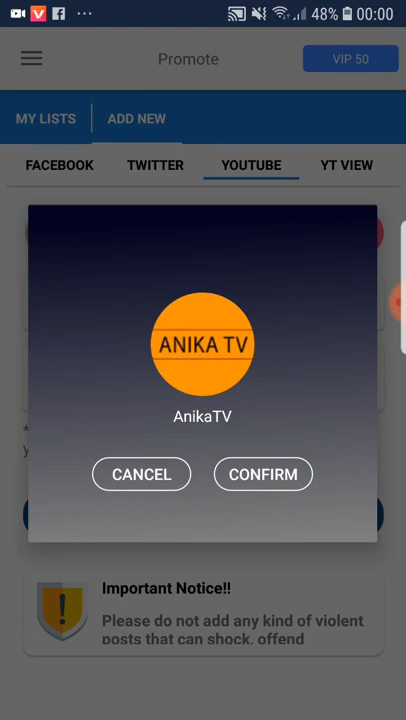 48% 00:00
Promote
VIP 50
MY LISTS
ADD NEW
FACEBOOK
TWITTER
YOUTUBE
YT VIEW
ANIKA TV
AnikaTV
CANCEL
CONFIRM
*
y
Important Notice!!
Please do not add any kind of violent
posts that can shock, offend